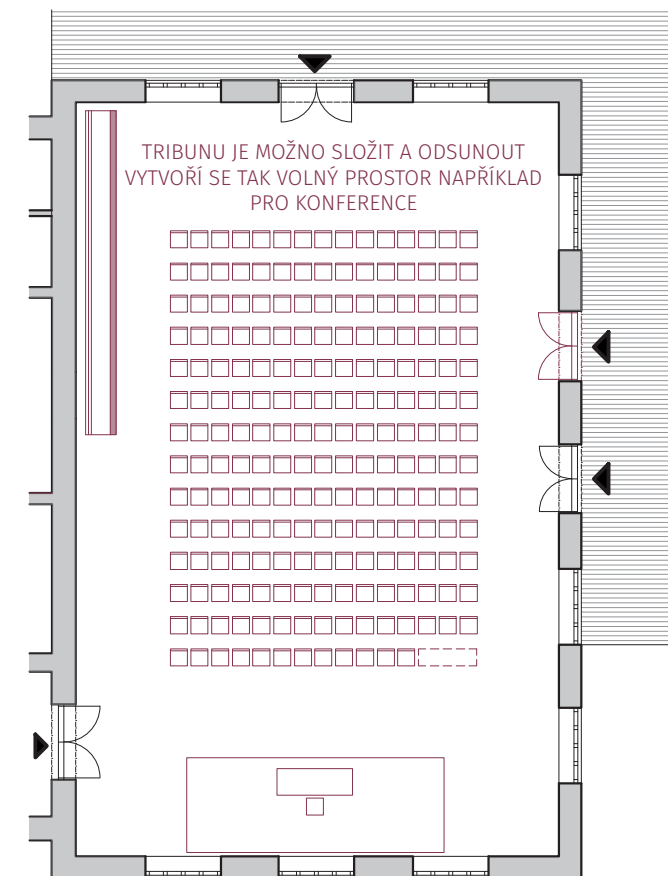 TRIBUNU JE MOŽNO SLOŽIT A ODSUNOUT
VYTVOŘÍ SE TAK VOLNÝ PROSTOR NAPŘÍKLAD
PRO KONFERENCE